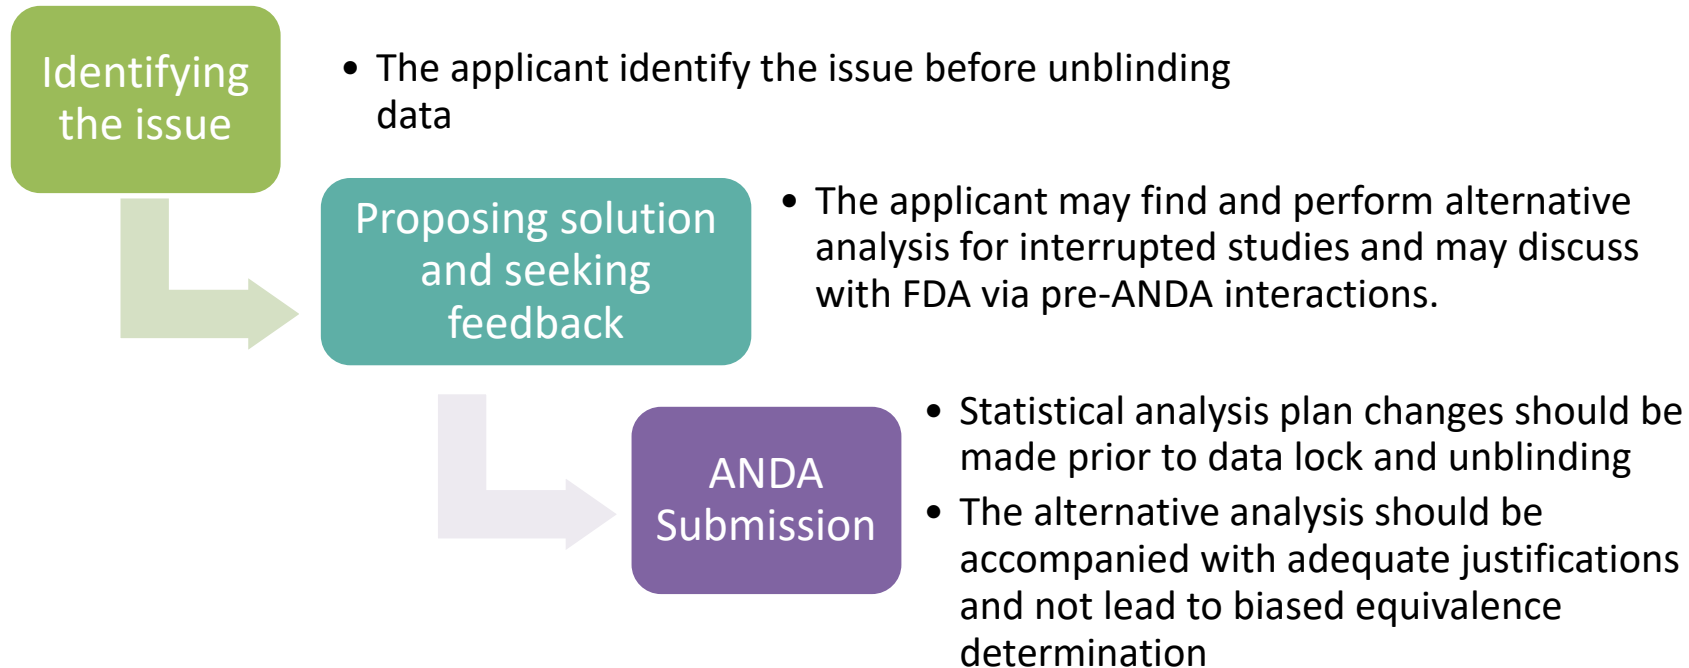 Identifying
the issue
• The applicant identify the issue before unblinding
data
Proposing solution
and seeking
feedback
• The applicant may find and perform alternative
analysis for interrupted studies and may discuss
with FDA via pre-ANDA interactions.
ANDA
Submission
• Statistical analysis plan changes should be
made prior to data lock and unblinding
• The alternative analysis should be
accompanied with adequate justifications
and not lead to biased equivalence
determination